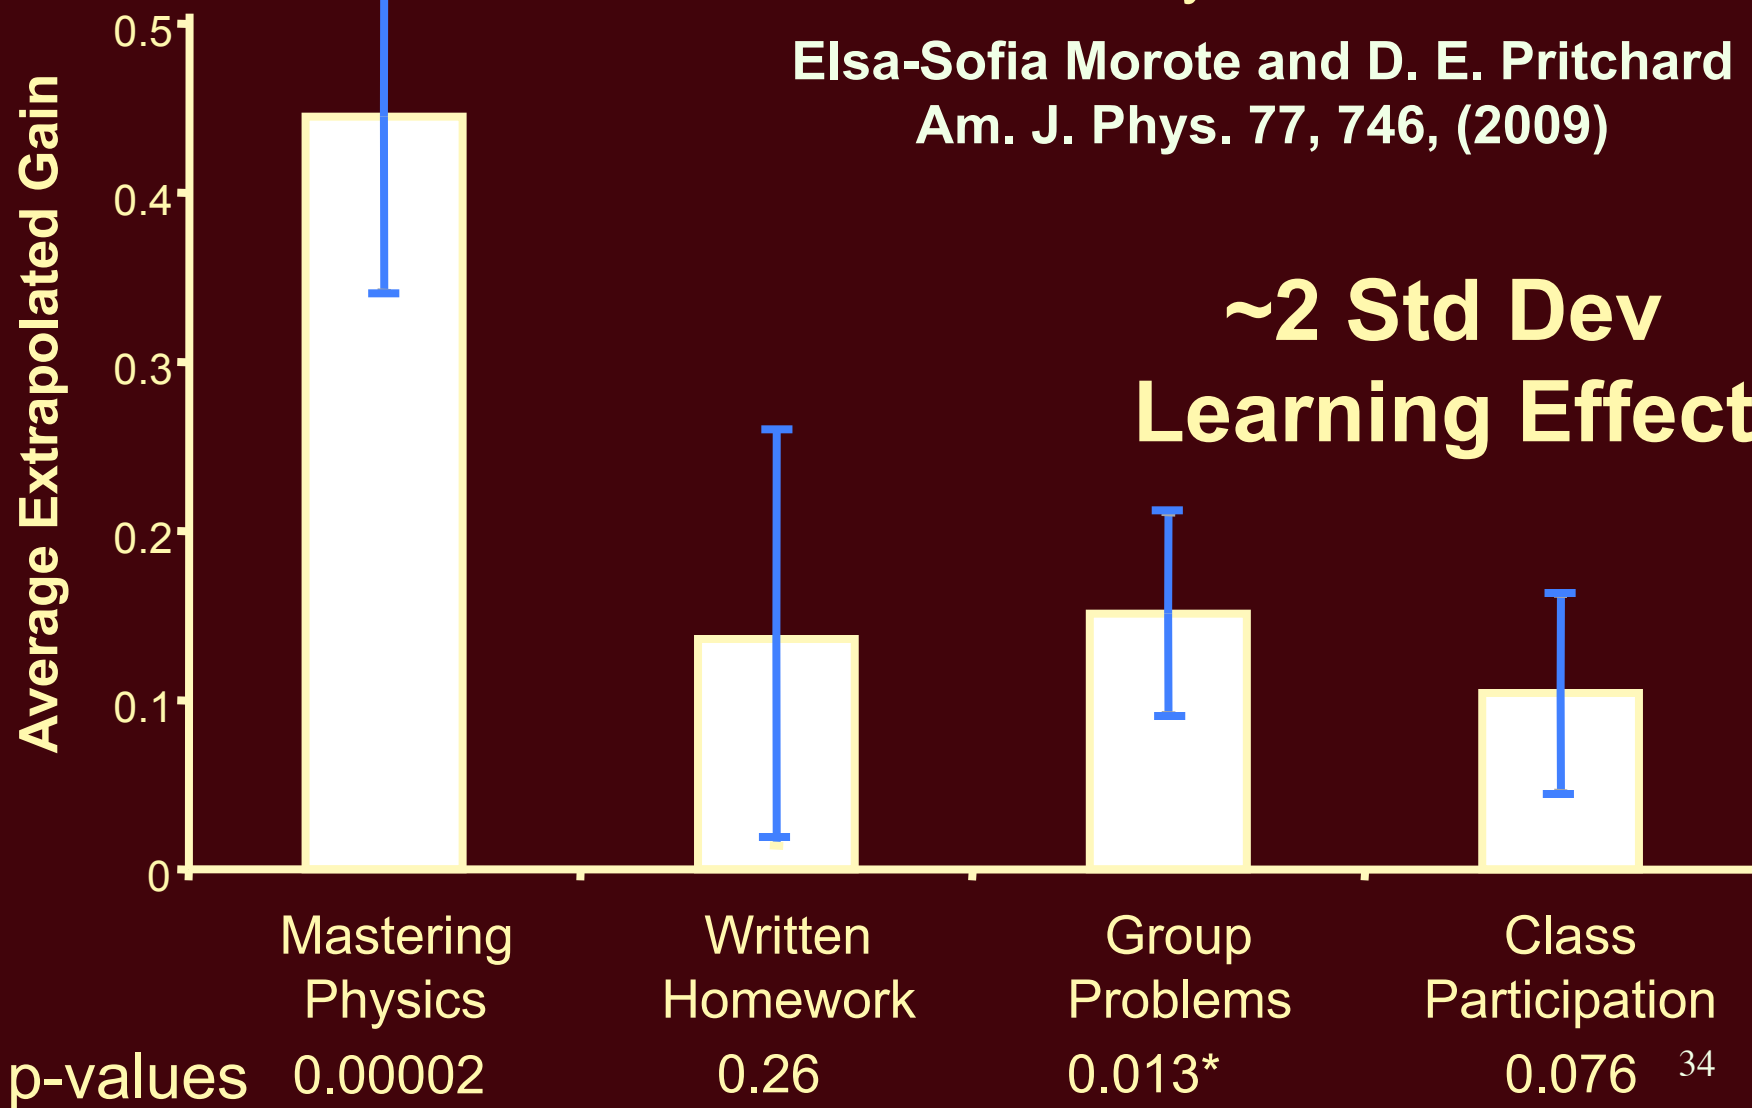 Elsa-Sofia Morote and D. E. Pritchard
Am. J. Phys. 77, 746, (2009)
~2 Std Dev
Learning Effect
Average Extrapolated Gain
0.5
0.4
0.3
0.2
0.1
0
Mastering
Physics
Written
Homework
Group
Problems
Class
Participation
p-values 0.00002 0.26 0.013* 0.076
34